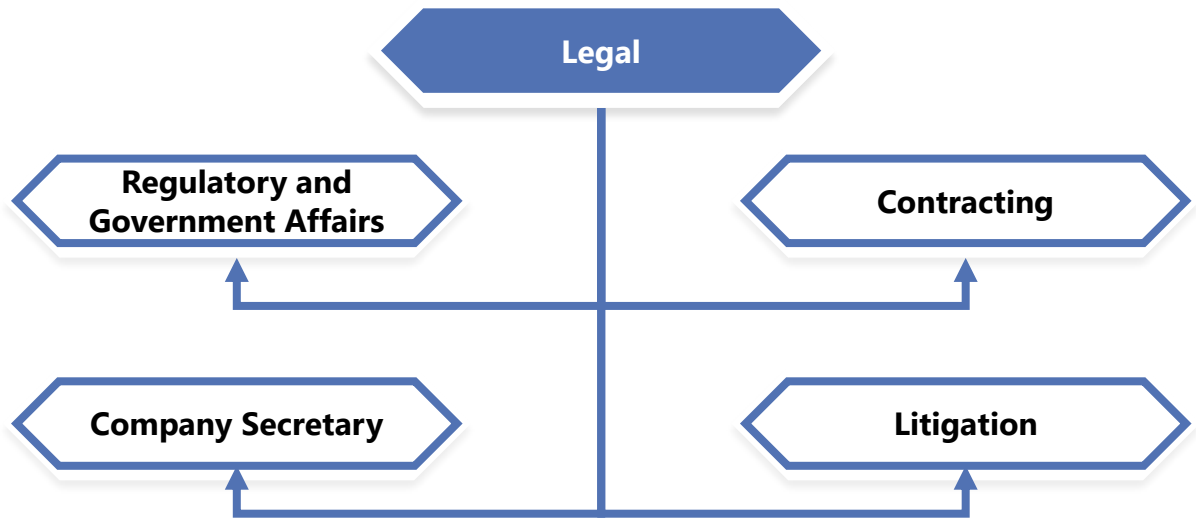 Legal
Regulatory and
Government Affairs
Contracting
Company Secretary
Litigation